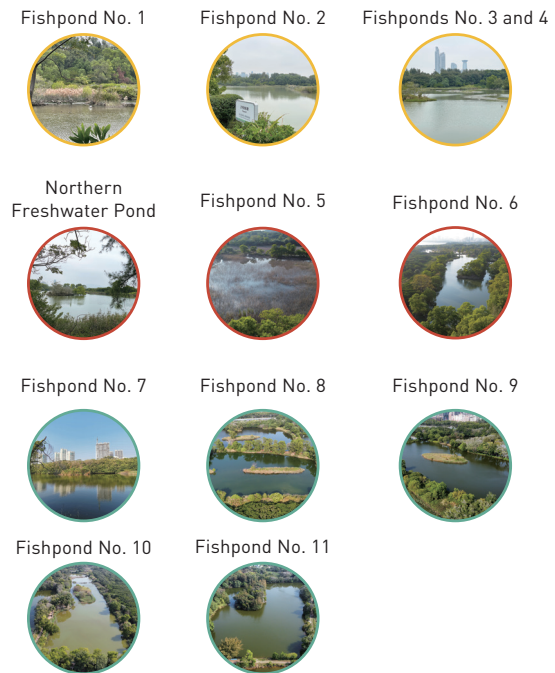 Fishpond No. 1
Fishpond No. 2
Fishponds No. 3 and 4
Northern
Freshwater Pond
Fishpond No. 5
Fishpond No. 6
Fishpond No. 7
Fishpond No. 8
Fishpond No. 9
Fishpond No. 10
Fishpond No. 11